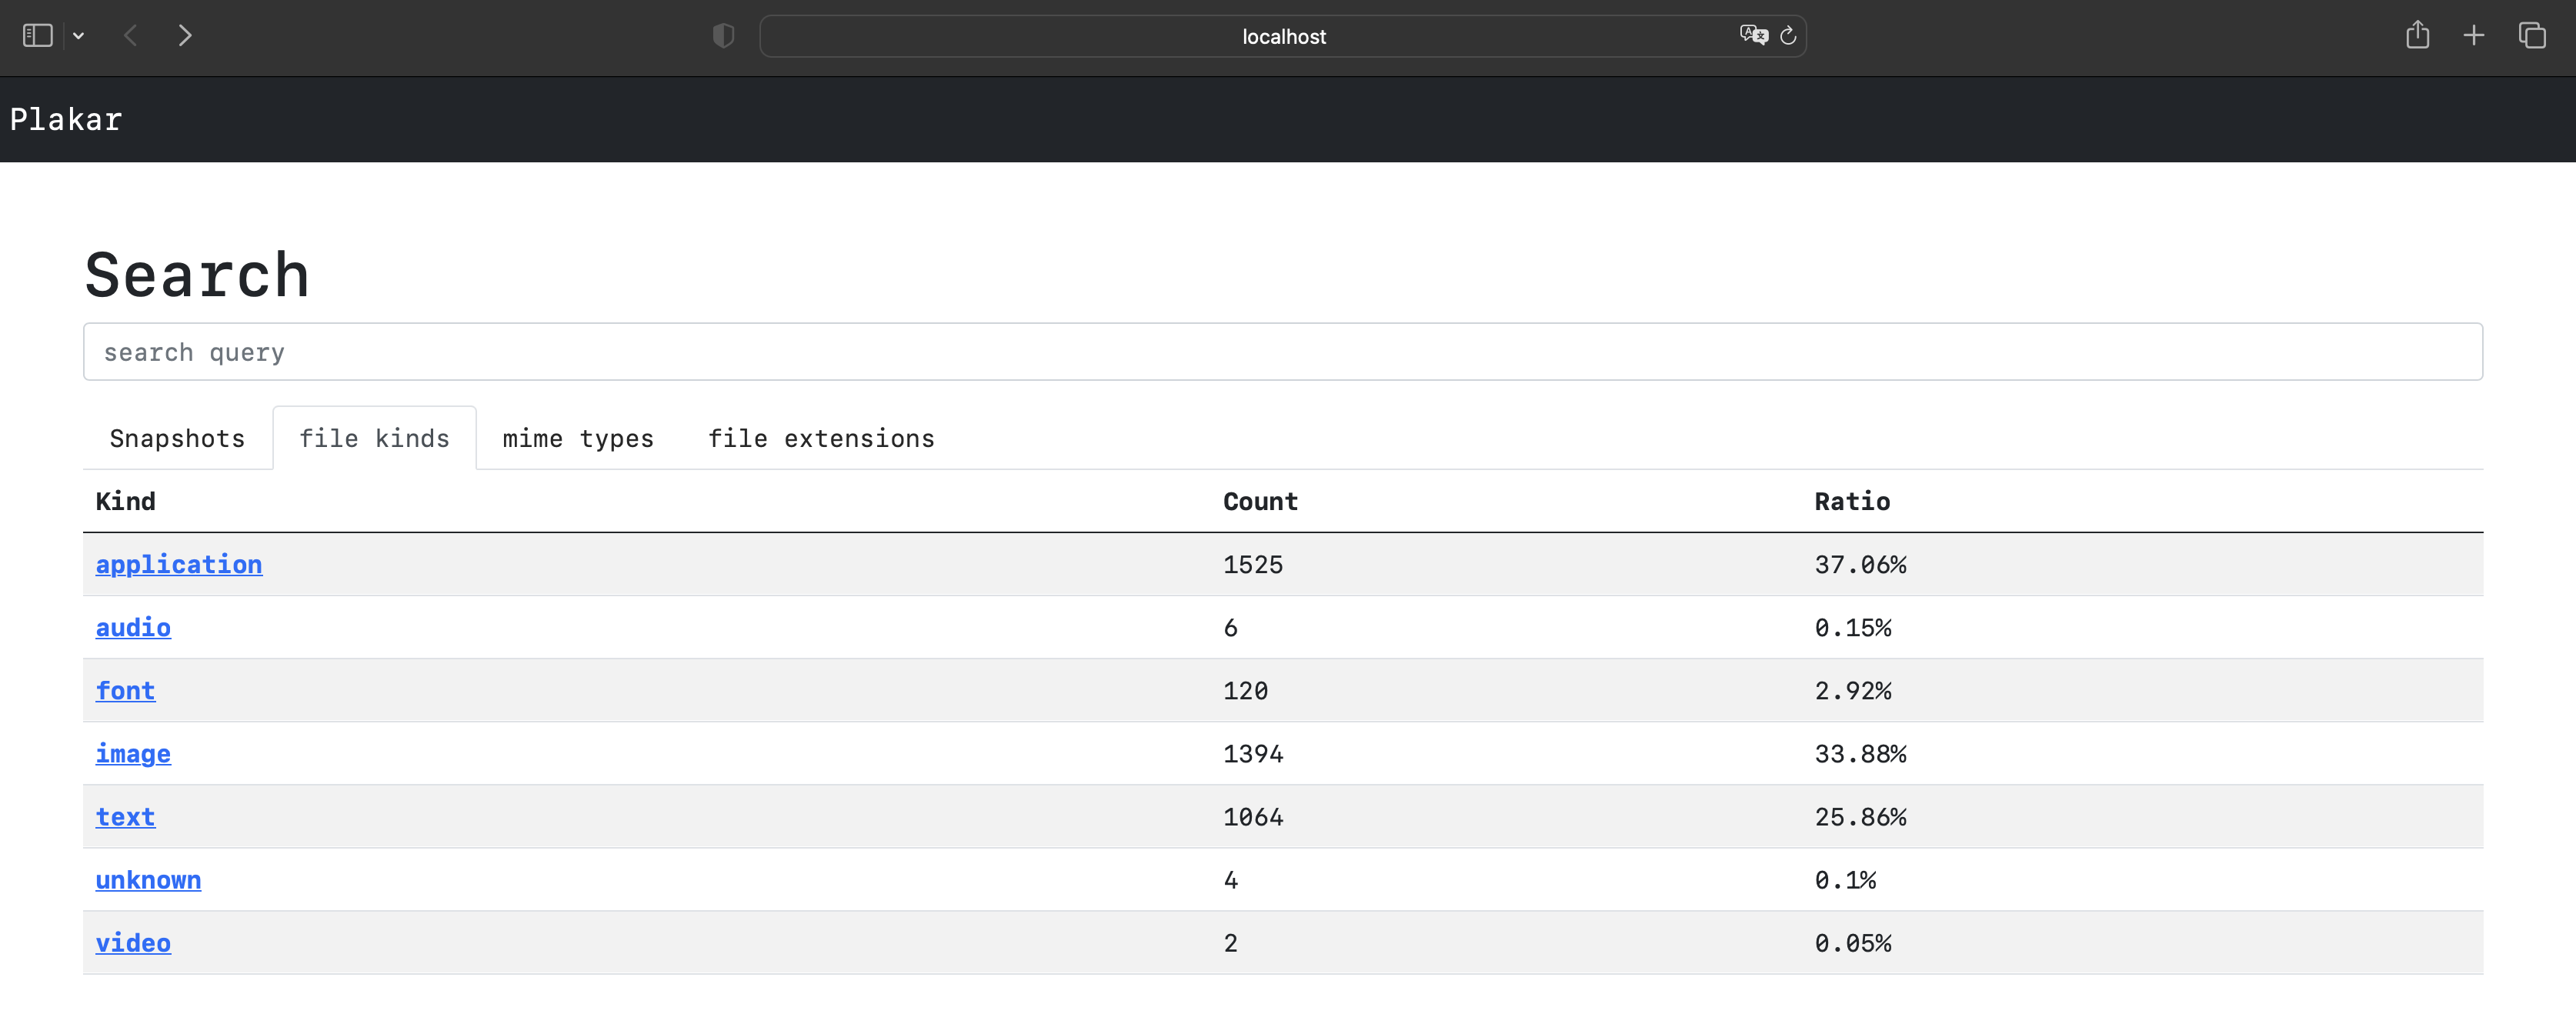 localhost
Plakar
Search
search query
Snapshots file kinds mime types file extensions
Kind Count Ratio
application 1525 37.06%
audio 6 0.15%
font 120 2.92%
image 1394 33.88%
text 1064 25.86%
unknown 4 0.1%
video 2 0.05%